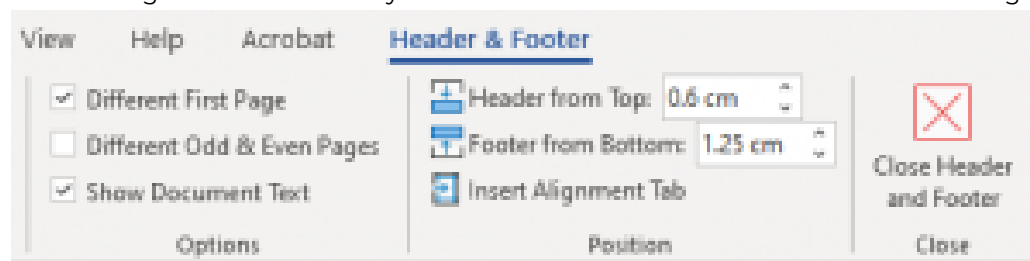 View Help Acrobat Header & Footer
Different First Page
Different Odd & Even Pages
Show Document Text
Options
Header from Top: 0.6 cm
Footer from Bottom: 1.25 cm
Insert Alignment Tab
Position
Close Header
and Footer
Close